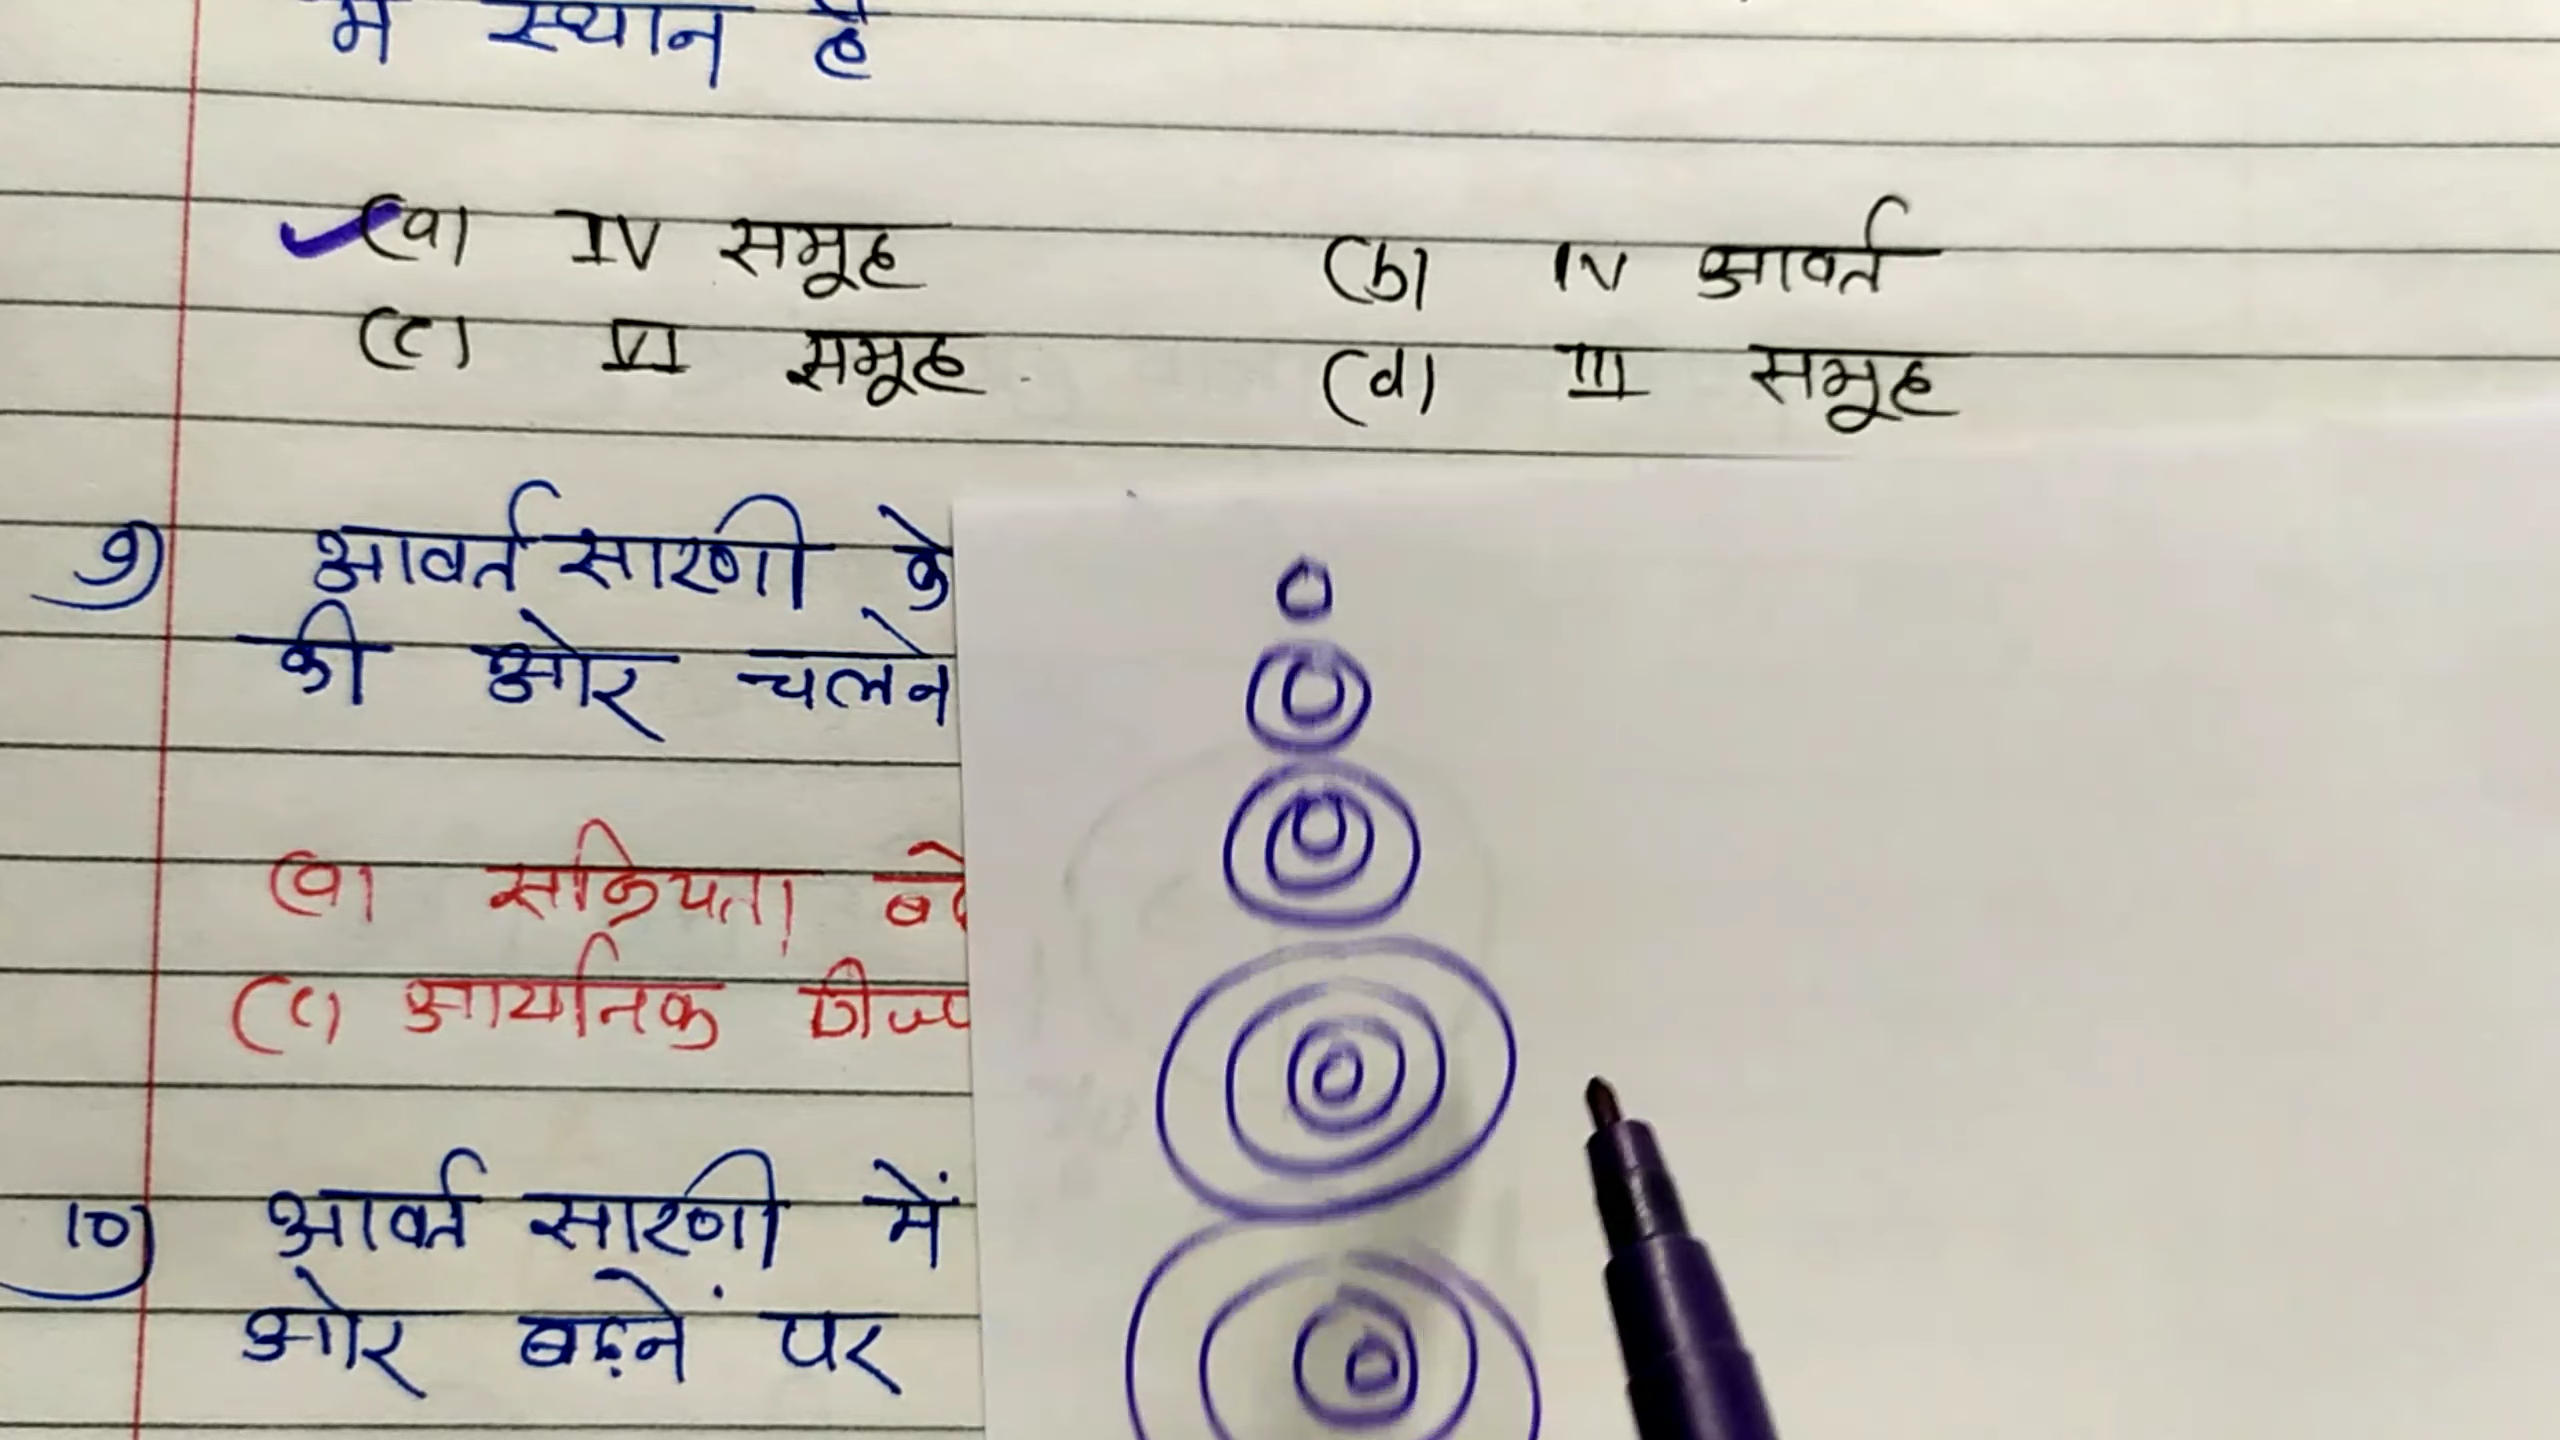 में स्थान है
(a) IV समूह (b) IV आवर्त
(c) VI समूह (d) III समूह
9) आवर्त सारणी के
की ओर चलने
(a) सक्रियता
(c) आयनिक
10) आवर्त सारणी में
ओर बढ़ने पर